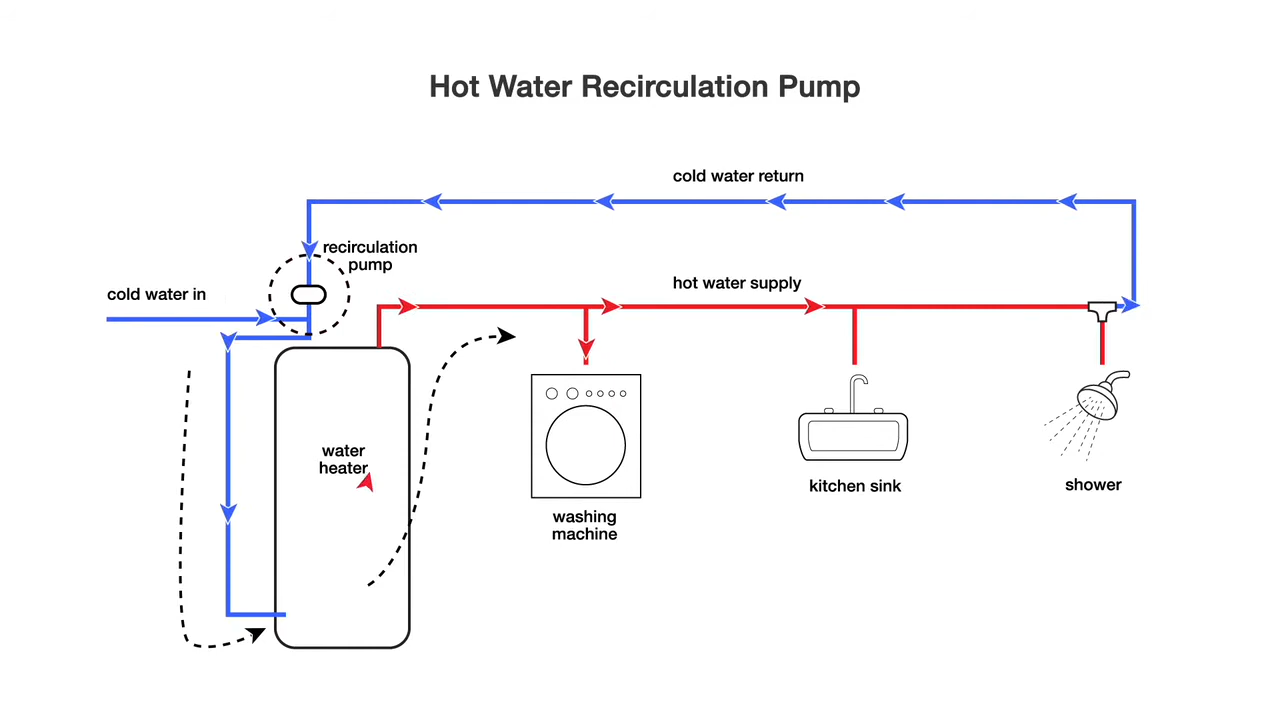 Hot Water Recirculation Pump
cold water return
recirculation
pump
cold water in
hot water supply
water
heater
kitchen sink
shower
washing
machine